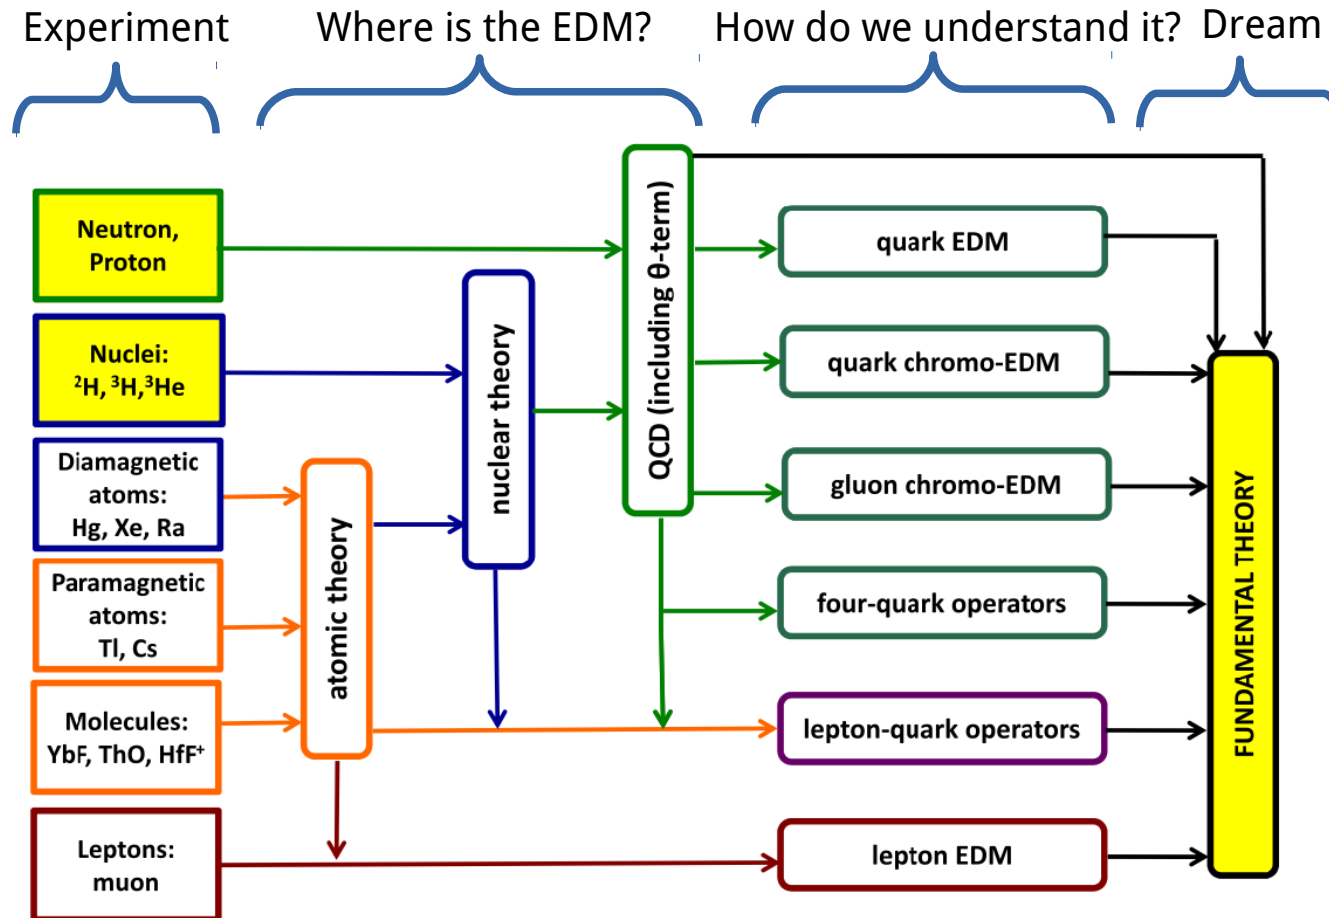 Experiment
Where is the EDM?
How do we understand it?
Dream
Neutron,
Proton
Nuclei:
²H, ³H,³He
Diamagnetic
atoms:
Hg, Xe, Ra
Paramagnetic
atoms:
Tl, Cs
Molecules:
YbF, ThO, HfF⁺
Leptons:
muon
atomic theory
nuclear theory
QCD (including θ-term)
quark EDM
quark chromo-EDM
gluon chromo-EDM
four-quark operators
lepton-quark operators
lepton EDM
FUNDAMENTAL THEORY